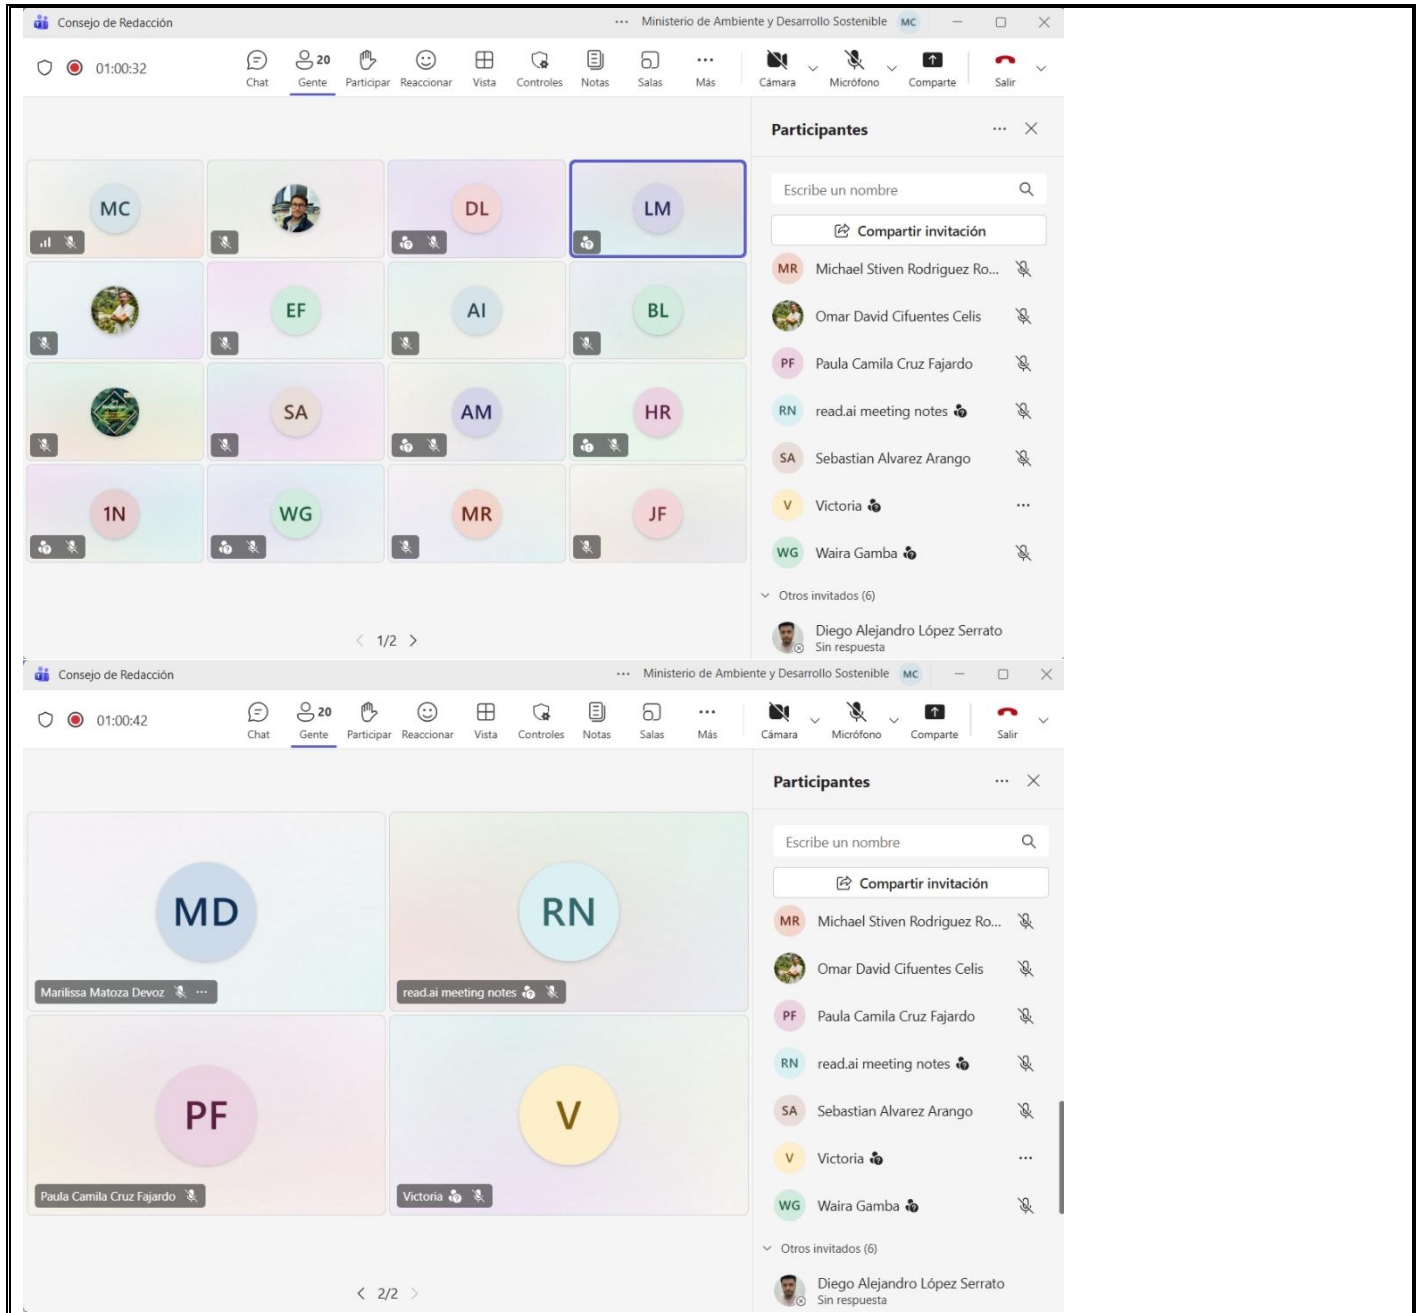 Consejo de Redacción ··· Ministerio de Ambiente y Desarrollo Sostenible MC
01:00:32 Chat 20 Gente Participar Reaccionar Vista Controles Notas Salas Más Cámara Micrófono Comparte Salir
Participantes
Escribe un nombre
Compartir invitación
MC DL LM
EF AI BL
SA AM HR
1N WG MR JF
MR Michael Stiven Rodriguez Ro...
Omar David Cifuentes Celis
PF Paula Camila Cruz Fajardo
RN read.ai meeting notes
SA Sebastian Alvarez Arango
V Victoria
WG Waira Gamba
Otros invitados (6)
Diego Alejandro López Serrato
Sin respuesta
1/2
Consejo de Redacción ··· Ministerio de Ambiente y Desarrollo Sostenible MC
01:00:42 Chat 20 Gente Participar Reaccionar Vista Controles Notas Salas Más Cámara Micrófono Comparte Salir
Participantes
Escribe un nombre
Compartir invitación
MD RN
Marilissa Matoza Devoz read.ai meeting notes
PF V
Paula Camila Cruz Fajardo Victoria
MR Michael Stiven Rodriguez Ro...
Omar David Cifuentes Celis
PF Paula Camila Cruz Fajardo
RN read.ai meeting notes
SA Sebastian Alvarez Arango
V Victoria
WG Waira Gamba
Otros invitados (6)
Diego Alejandro López Serrato
Sin respuesta
2/2